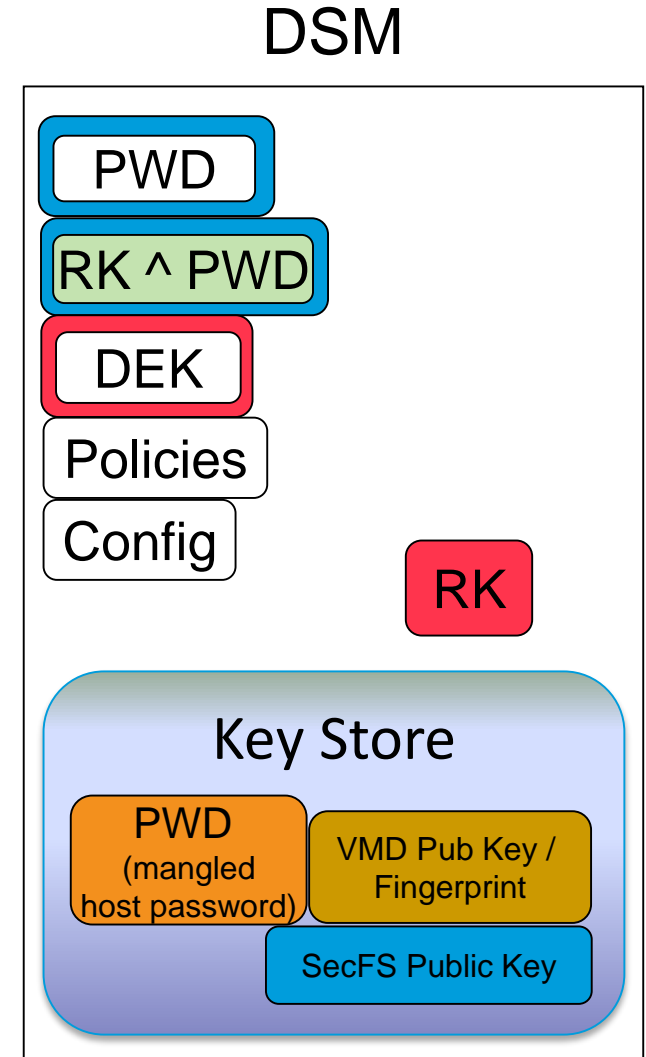 DSM
PWD
RK ^ PWD
DEK
Policies
Config
RK
Key Store
PWD
(mangled
host password)
VMD Pub Key /
Fingerprint
SecFS Public Key